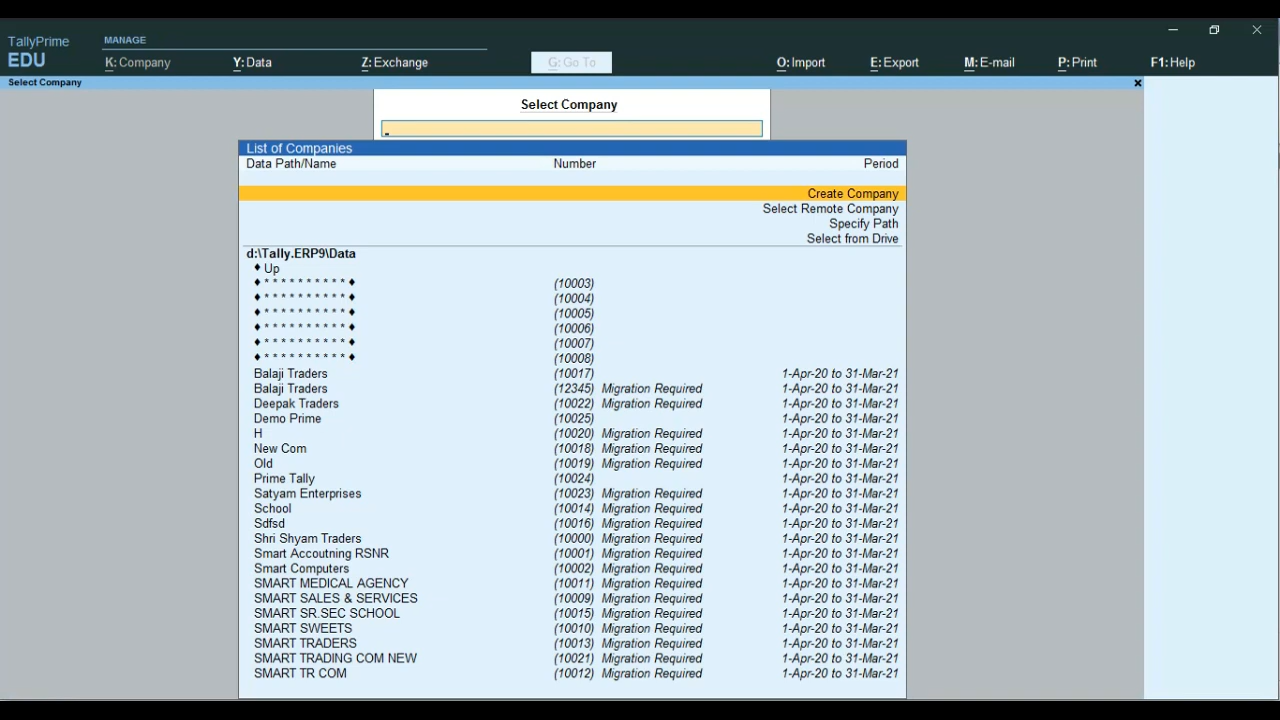 TallyPrime
MANAGE
EDU
K: Company Y: Data Z: Exchange G: Go To O: Import E: Export M: E-mail P: Print F1: Help
Select Company x
Select Company
List of Companies
Data Path/Name Number Period
Create Company
Select Remote Company
Specify Path
Select from Drive
d:\Tally.ERP9\Data
♦ Up
♦ * * * * * * * * * * ♦ (10003)
♦ * * * * * * * * * * ♦ (10004)
♦ * * * * * * * * * * ♦ (10005)
♦ * * * * * * * * * * ♦ (10006)
♦ * * * * * * * * * * ♦ (10007)
♦ * * * * * * * * * * ♦ (10008)
Balaji Traders (10017) 1-Apr-20 to 31-Mar-21
Balaji Traders (12345) Migration Required 1-Apr-20 to 31-Mar-21
Deepak Traders (10022) Migration Required 1-Apr-20 to 31-Mar-21
Demo Prime (10025) 1-Apr-20 to 31-Mar-21
H (10020) Migration Required 1-Apr-20 to 31-Mar-21
New Com (10018) Migration Required 1-Apr-20 to 31-Mar-21
Old (10019) Migration Required 1-Apr-20 to 31-Mar-21
Prime Tally (10024) 1-Apr-20 to 31-Mar-21
Satyam Enterprises (10023) Migration Required 1-Apr-20 to 31-Mar-21
School (10014) Migration Required 1-Apr-20 to 31-Mar-21
Sdfsd (10016) Migration Required 1-Apr-20 to 31-Mar-21
Shri Shyam Traders (10000) Migration Required 1-Apr-20 to 31-Mar-21
Smart Accoutning RSNR (10001) Migration Required 1-Apr-20 to 31-Mar-21
Smart Computers (10002) Migration Required 1-Apr-20 to 31-Mar-21
SMART MEDICAL AGENCY (10011) Migration Required 1-Apr-20 to 31-Mar-21
SMART SALES & SERVICES (10009) Migration Required 1-Apr-20 to 31-Mar-21
SMART SR.SEC SCHOOL (10015) Migration Required 1-Apr-20 to 31-Mar-21
SMART SWEETS (10010) Migration Required 1-Apr-20 to 31-Mar-21
SMART TRADERS (10013) Migration Required 1-Apr-20 to 31-Mar-21
SMART TRADING COM NEW (10021) Migration Required 1-Apr-20 to 31-Mar-21
SMART TR COM (10012) Migration Required 1-Apr-20 to 31-Mar-21